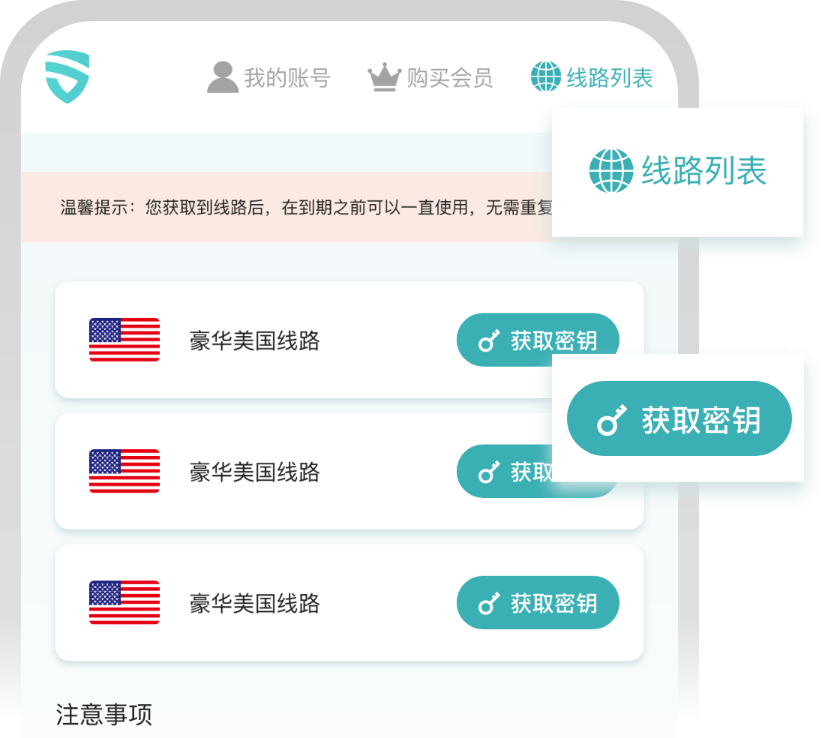 我的账号 购买会员 线路列表
线路列表
温馨提示：您获取到线路后，在到期之前可以一直使用，无需重复
豪华美国线路 获取密钥
获取密钥
豪华美国线路 获取
豪华美国线路 获取密钥
注意事项